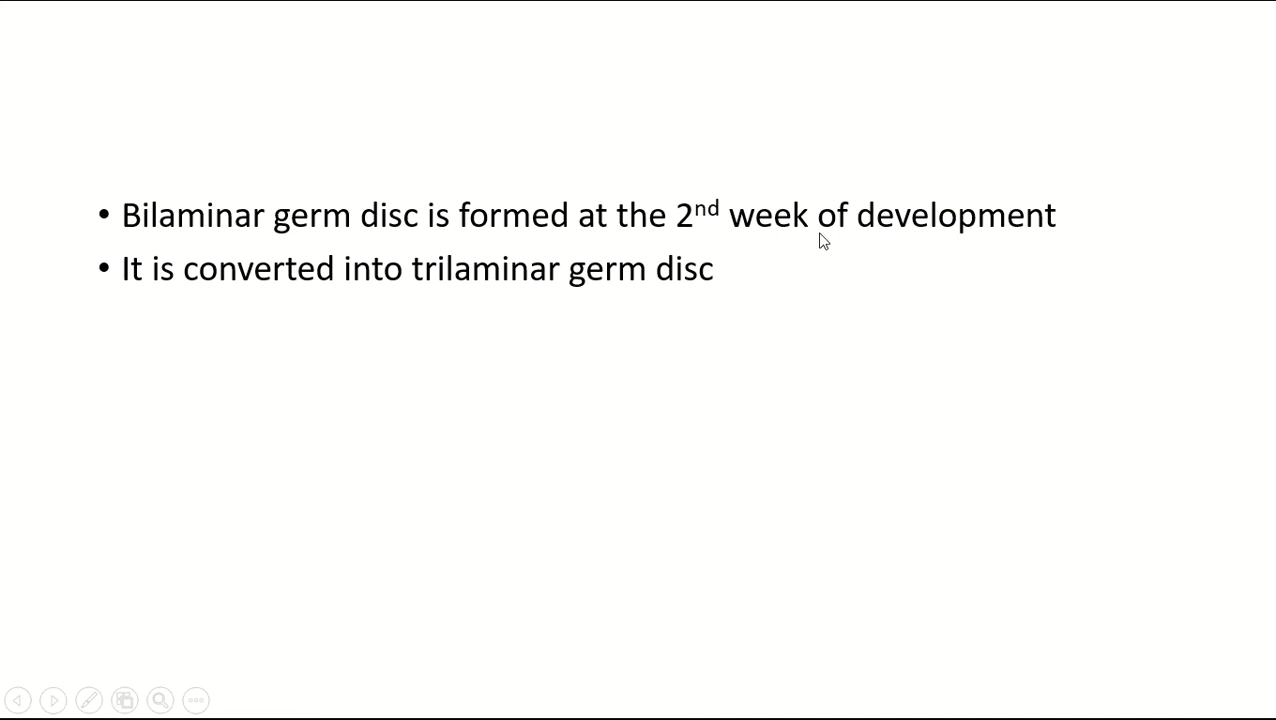 • Bilaminar germ disc is formed at the 2nd week of development
• It is converted into trilaminar germ disc